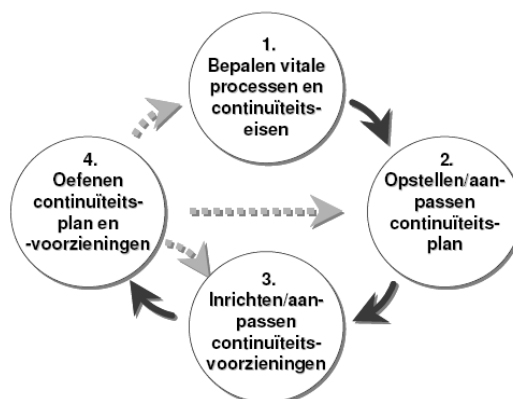 1.
Bepalen vitale
processen en
continuïteits-
eisen
2.
Opstellen/aan-
passen
continuïteits-
plan
3.
Inrichten/aan-
passen
continuïteits-
voorzieningen
4.
Oefenen
continuïteits-
plan en
-voorzieningen